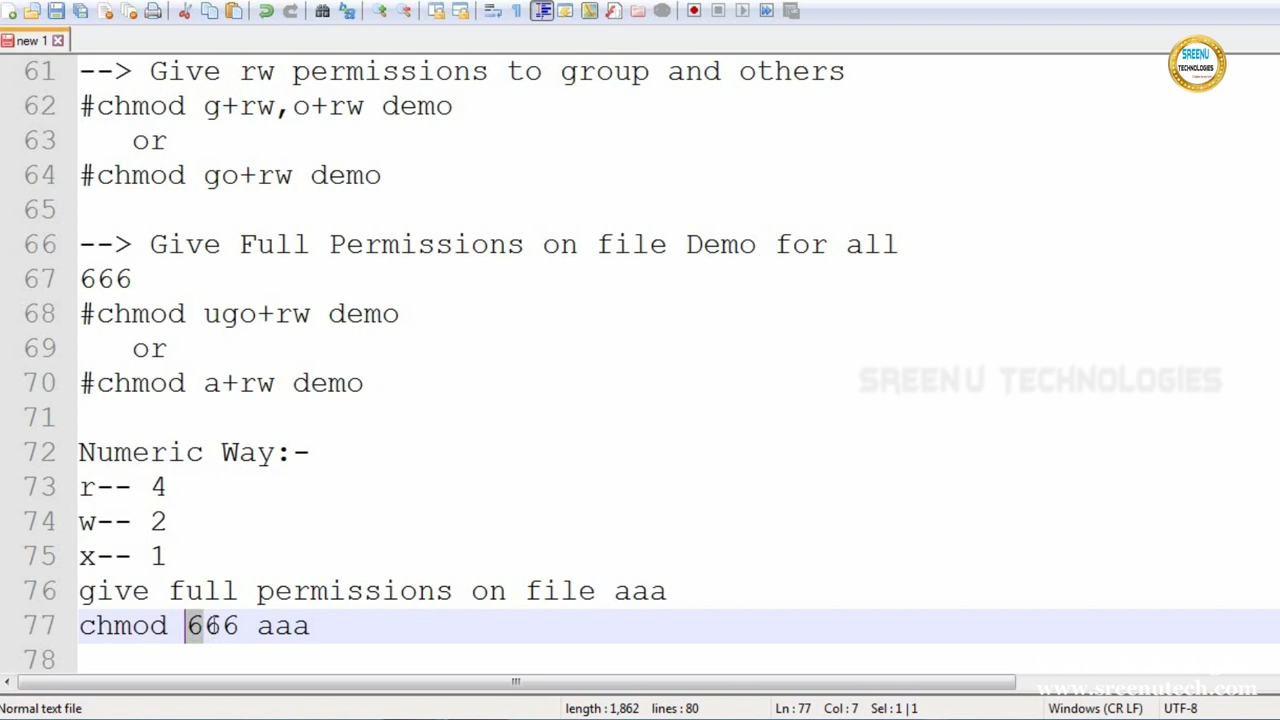 new 1
SREENU
TECHNOLOGIES
61 --> Give rw permissions to group and others
62 #chmod g+rw,o+rw demo
63 or
64 #chmod go+rw demo
65
66 --> Give Full Permissions on file Demo for all
67 666
68 #chmod ugo+rw demo
69 or
70 #chmod a+rw demo
SREENU TECHNOLOGIES
71
72 Numeric Way:-
73 r-- 4
74 w-- 2
75 x-- 1
76 give full permissions on file aaa
77 chmod 666 aaa
78
www.sreenutech.com
Normal text file length : 1,862 lines : 80 Ln : 77 Col : 7 Sel : 1 | 1 Windows (CR LF) UTF-8